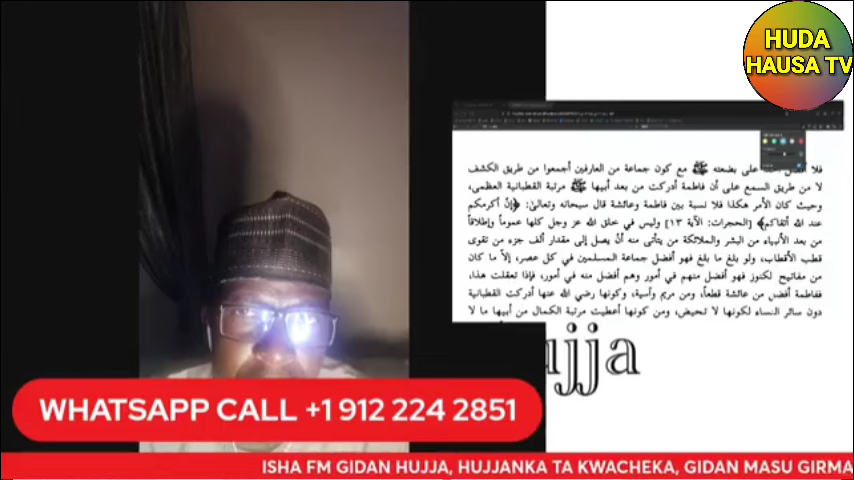 HUDA
HAUSA TV
على بضعته ﷺ مع كون جماعة من العارفين أجمعوا من طريق الكشف
لا من طريق السمع على أن فاطمة أدركت من بعد أبيها ﷺ مرتبة القطبانية العظمى،
وحيث كان الأمر هكذا فلا نسبة بين فاطمة وعائشة قال سبحانه وتعالى: ﴿إنّ أكرمكم
عند الله أتقاكم﴾ [الحجرات: الآية ١٣] وليس في خلق الله عز وجل كلها عموماً وإطلاقاً
من بعد الأنبياء من البشر والملائكة من يتأتى منه أن يصل إلى مقدار ألف جزء من تقوى
قطب الأقطاب، ولو بلغ ما بلغ فهو أفضل جماعة المسلمين في كل عصر، إلاّ ما كان
من مفاتيح لكنوز فهو أفضل منهم في أمور وهم أفضل منه في أمور، فإذا تعقلت هذا،
ففاطمة أفضل من عائشة قطعاً، ومن مريم وآسية، وكونها رضي الله عنها أدركت القطبانية
دون سائر النساء لكونها لا تحيض، ومن كونها أعطيت مرتبة الكمال من أبيها ما لا
ujja
WHATSAPP CALL +1 912 224 2851
ISHA FM GIDAN HUJJA, HUJJANKA TA KWACHEKA, GIDAN MASU GIRMA